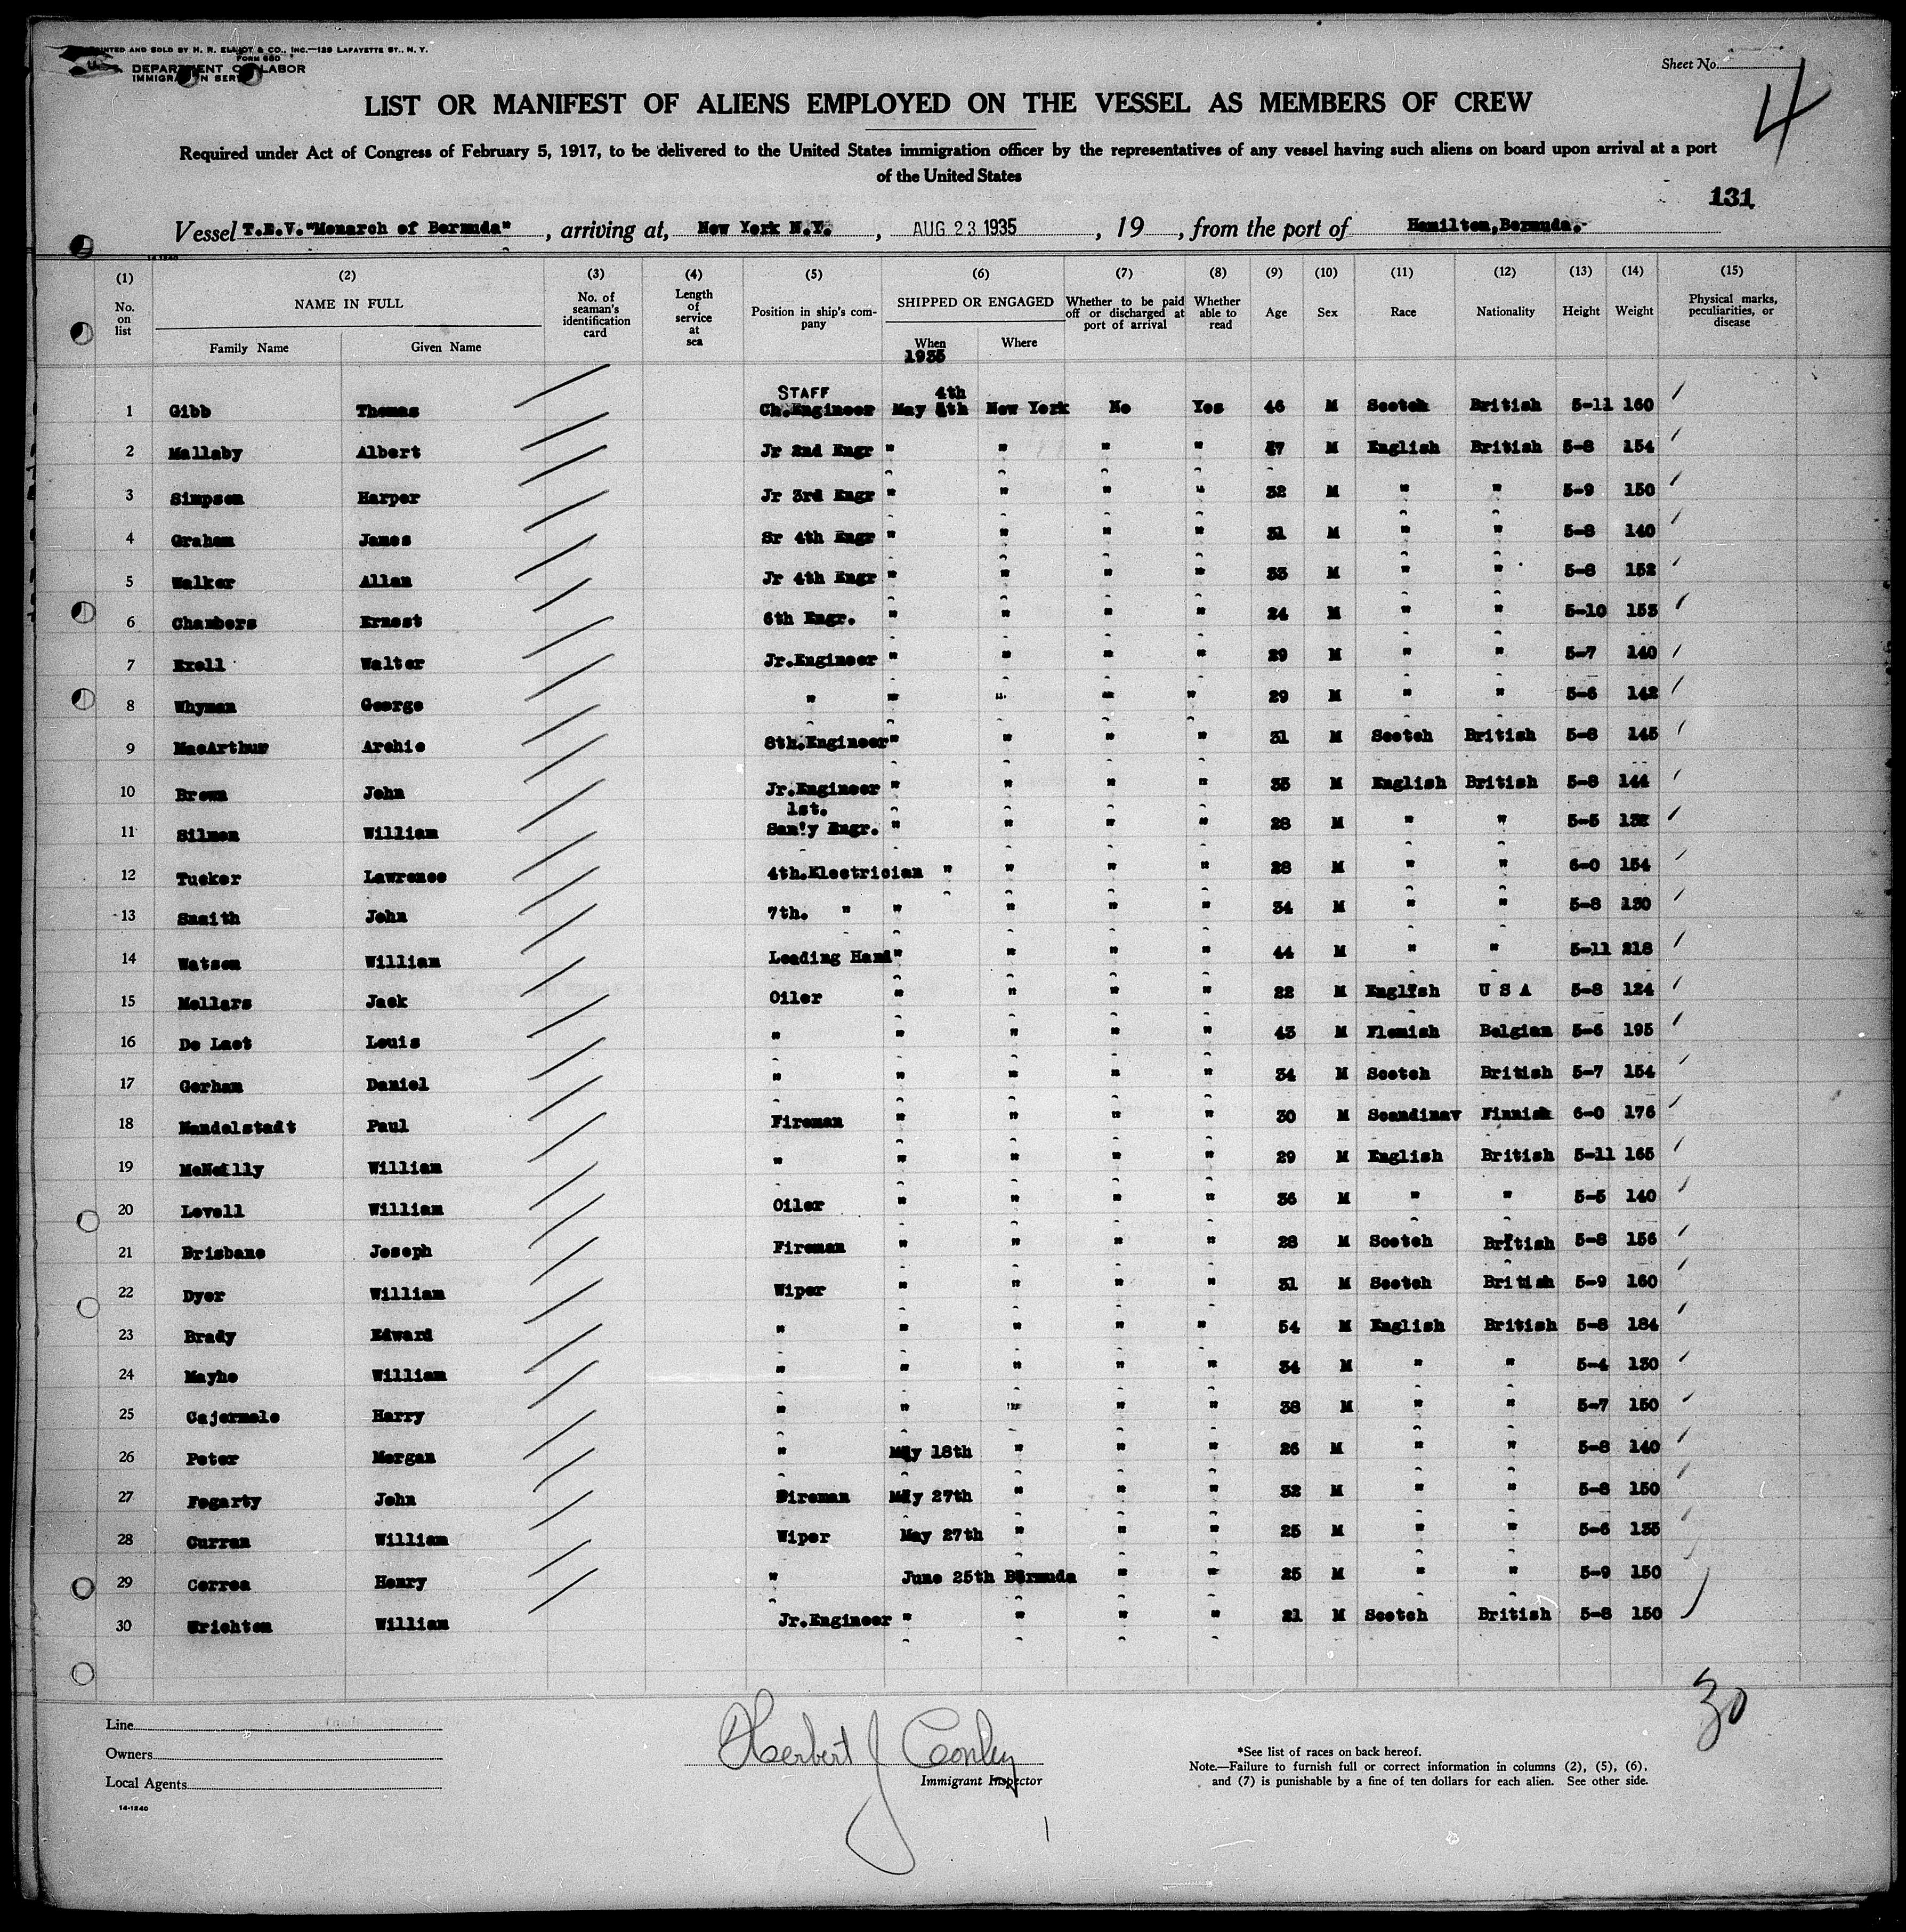 PRINTED AND SOLD BY H. R. ELLIOT & CO., INC.—129 LAFAYETTE ST., N. Y.
FORM 680
DEPARTMENT OF LABOR
IMMIGRATION SERVICE
Sheet No. 4
LIST OR MANIFEST OF ALIENS EMPLOYED ON THE VESSEL AS MEMBERS OF CREW
Required under Act of Congress of February 5, 1917, to be delivered to the United States immigration officer by the representatives of any vessel having such aliens on board upon arrival at a port
of the United States
131
Vessel T.E.V."Monarch of Bermuda", arriving at, New York N.Y., AUG 23 1935, 19, from the port of Hamilton,Bermuda.-
(1) (2) (3) (4) (5) (6) (7) (8) (9) (10) (11) (12) (13) (14) (15)
No. on list NAME IN FULL Family Name Given Name No. of seaman's identification card Length of service at sea Position in ship's company SHIPPED OR ENGAGED When Where Whether to be paid off or discharged at port of arrival Whether able to read Age Sex Race Nationality Height Weight Physical marks, peculiarities, or disease
1935
STAFF 4th
1 Gibb Thomas Ch.Engineer May 4th New York No Yes 46 M Scotch British 5-11 160
2 Mallaby Albert Jr 2nd Engr " " " " 47 M English British 5-8 154
3 Simpson Harper Jr 3rd Engr " " " " 32 M " " 5-9 150
4 Graham James Sr 4th Engr " " " " 31 M " " 5-8 140
5 Walker Allan Jr 4th Engr " " " " 33 M " " 5-8 152
6 Chambers Ernest 6th Engr. " " " " 24 M " " 5-10 153
7 Exell Walter Jr.Engineer " " " " 29 M " " 5-7 140
8 Whyman George " " " " " 29 M " " 5-6 142
9 MacArthur Archie 8th.Engineer " " " " 31 M Scotch British 5-8 145
10 Brown John Jr.Engineer " " " " 35 M English British 5-8 144
1st.
11 Silmon William San'y Engr. " " " " 28 M " " 5-5 132
12 Tucker Lawrence 4th.Electrician " " " " 28 M " " 6-0 154
13 Smaith John 7th. " " " " " 34 M " " 5-8 130
14 Watson William Leading Hand " " " " 44 M " " 5-11 218
15 Mellars Jack Oiler " " " " 22 M English U S A 5-8 124
16 De Laet Louis " " " " " 43 M Flemish Belgian 5-6 195
17 Gorham Daniel " " " " " 34 M Scotch British 5-7 154
18 Mandelstadt Paul Fireman " " " " 30 M Scandinav Finnish 6-0 176
19 McNeilly William " " " " " 29 M English British 5-11 165
20 Lovell William Oiler " " " " 36 M " " 5-5 140
21 Brisbane Joseph Fireman " " " " 28 M Scotch British 5-8 156
22 Dyer William Wiper " " " " 31 M Scotch British 5-9 160
23 Brady Edward " " " " " 54 M English British 5-8 184
24 Mayho William " " " " " 34 M " " 5-4 130
25 Cajermole Harry " " " " " 38 M " " 5-7 150
26 Peter Morgan " May 18th " " " 26 M " " 5-8 140
27 Fogarty John Fireman May 27th " " " 32 M " " 5-8 150
28 Curran William Wiper May 27th " " " 25 M " " 5-6 135
29 Correa Henry " June 25th Bermuda " " 25 M " " 5-9 150
30 Wrichton William Jr.Engineer " " " " 21 M Scotch British 5-8 150
30
Line
Owners
Local Agents
14-1240
Herbert J Conley
Immigrant Inspector
*See list of races on back hereof.
Note.—Failure to furnish full or correct information in columns (2), (5), (6),
and (7) is punishable by a fine of ten dollars for each alien. See other side.